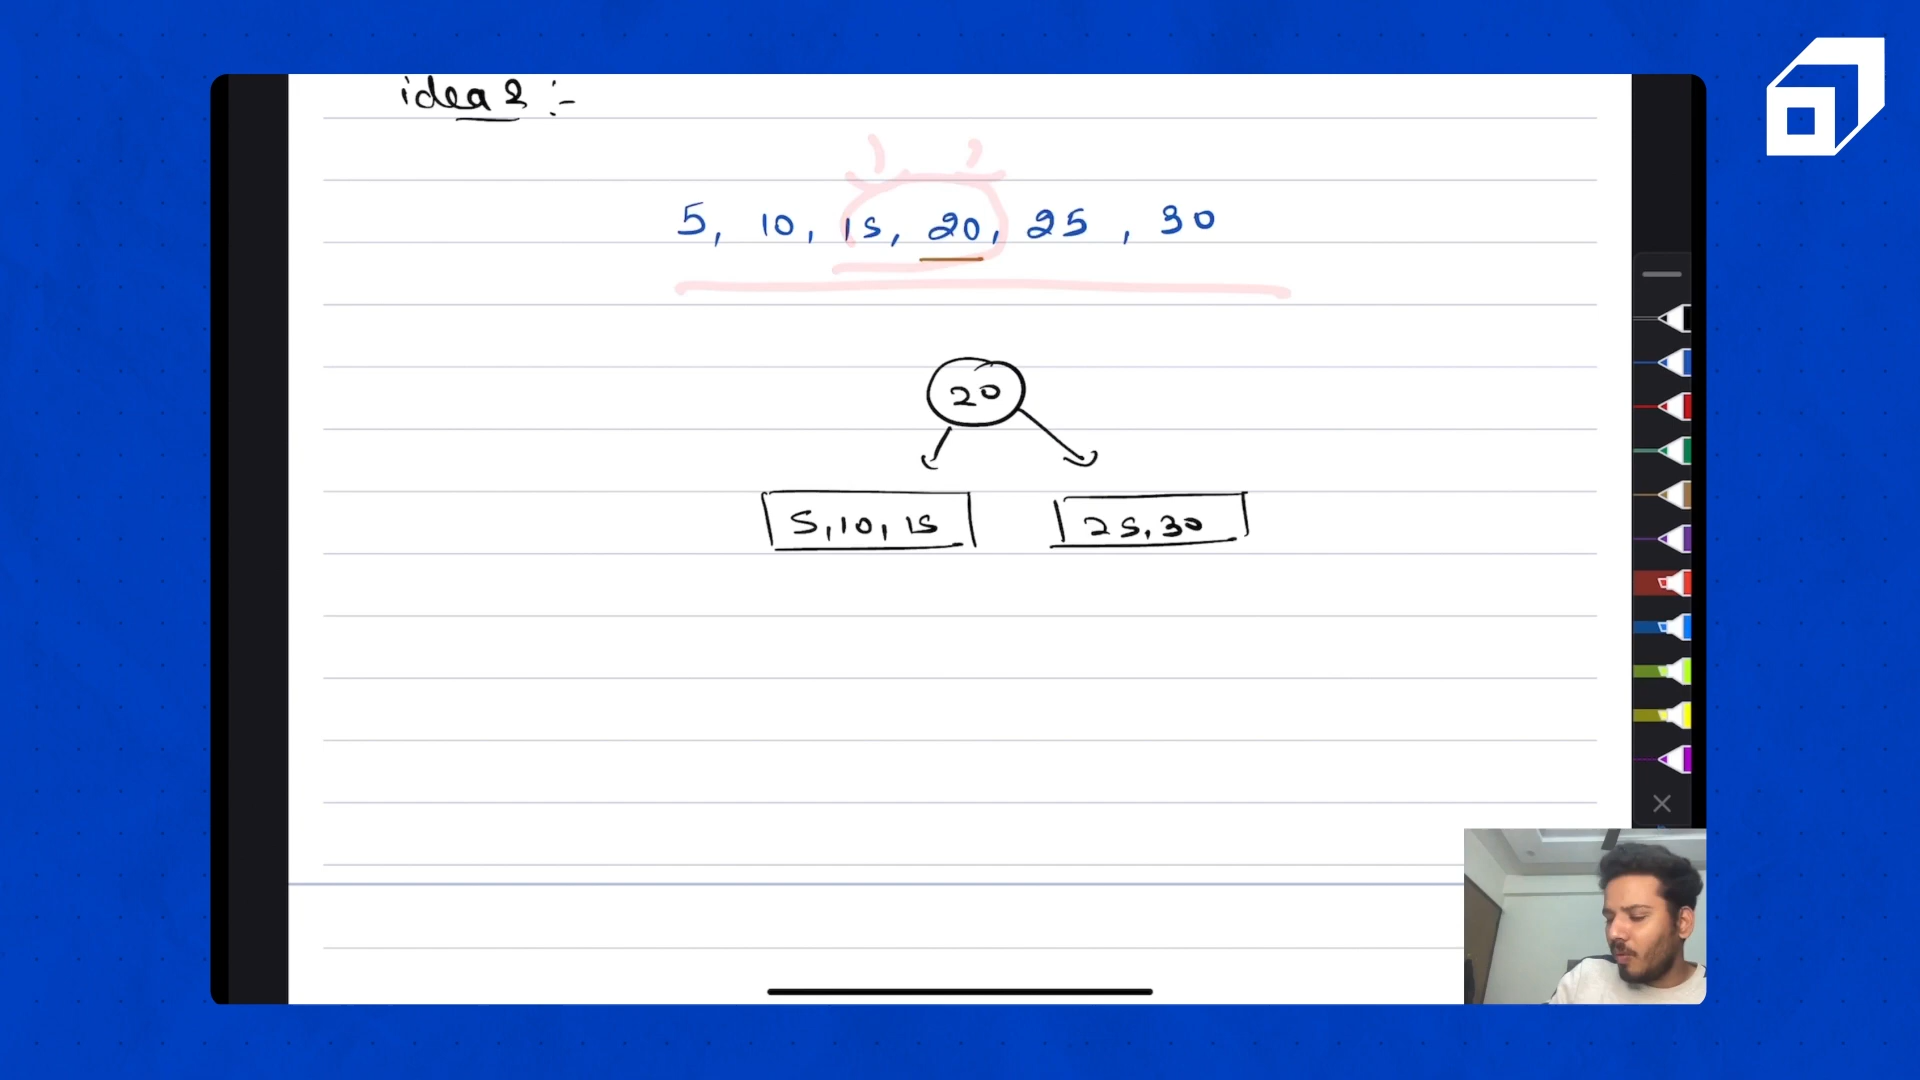 idea 2 :-
5, 10, 15, 20, 25, 30
20
5, 10, 15 25, 30